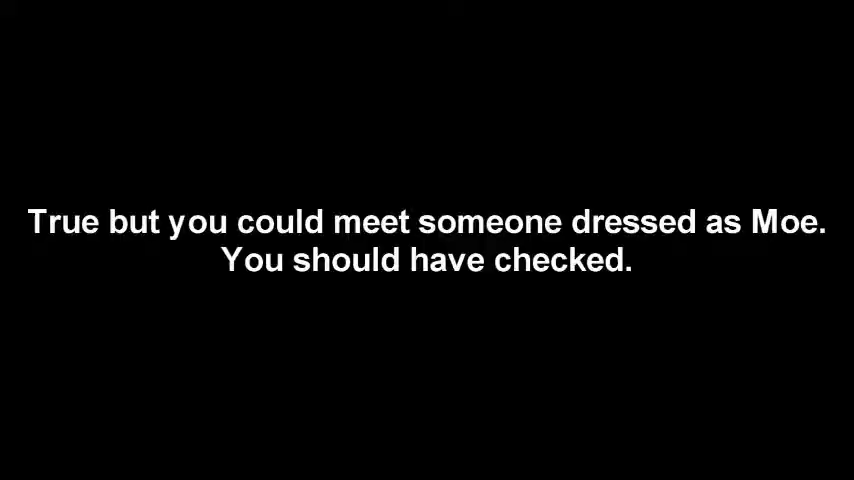 True but you could meet someone dressed as Moe.
You should have checked.